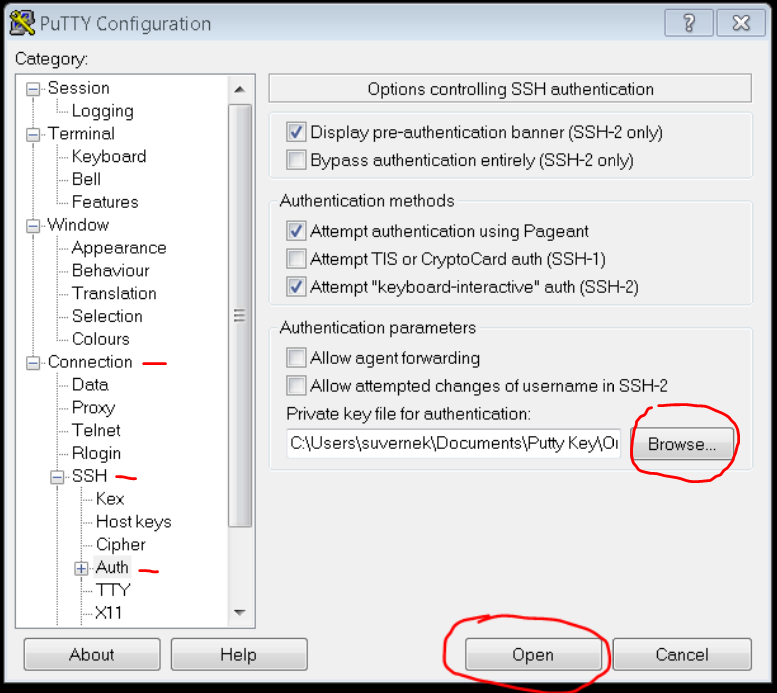 PuTTY Configuration
Category:
Session
Logging
Terminal
Keyboard
Bell
Features
Window
Appearance
Behaviour
Translation
Selection
Colours
Connection
Data
Proxy
Telnet
Rlogin
SSH
Kex
Host keys
Cipher
Auth
TTY
X11
Options controlling SSH authentication
Display pre-authentication banner (SSH-2 only)
Bypass authentication entirely (SSH-2 only)
Authentication methods
Attempt authentication using Pageant
Attempt TIS or CryptoCard auth (SSH-1)
Attempt "keyboard-interactive" auth (SSH-2)
Authentication parameters
Allow agent forwarding
Allow attempted changes of username in SSH-2
Private key file for authentication:
C:\Users\suvernek\Documents\Putty Key\Or Browse...
About Help Open Cancel